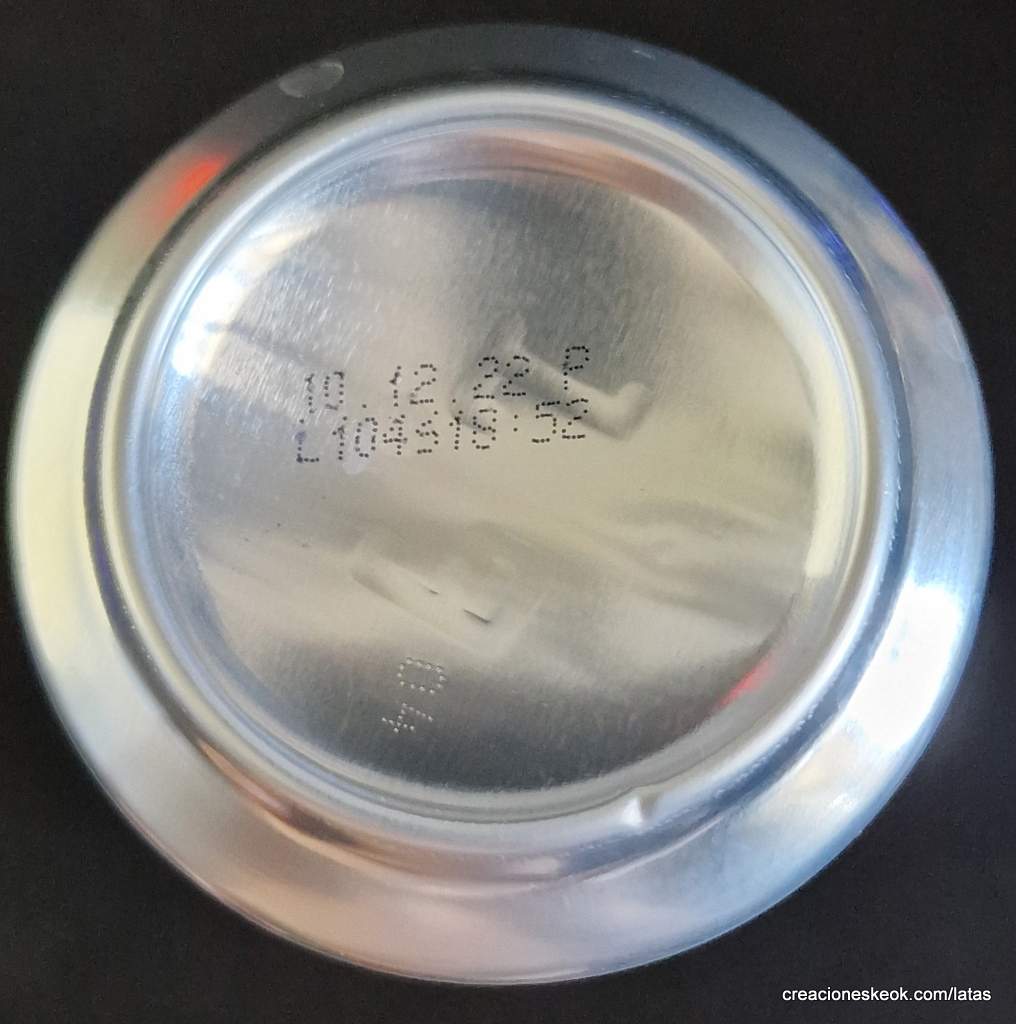 10.12.22 P
L104318:52
04
creacioneskeok.com/latas